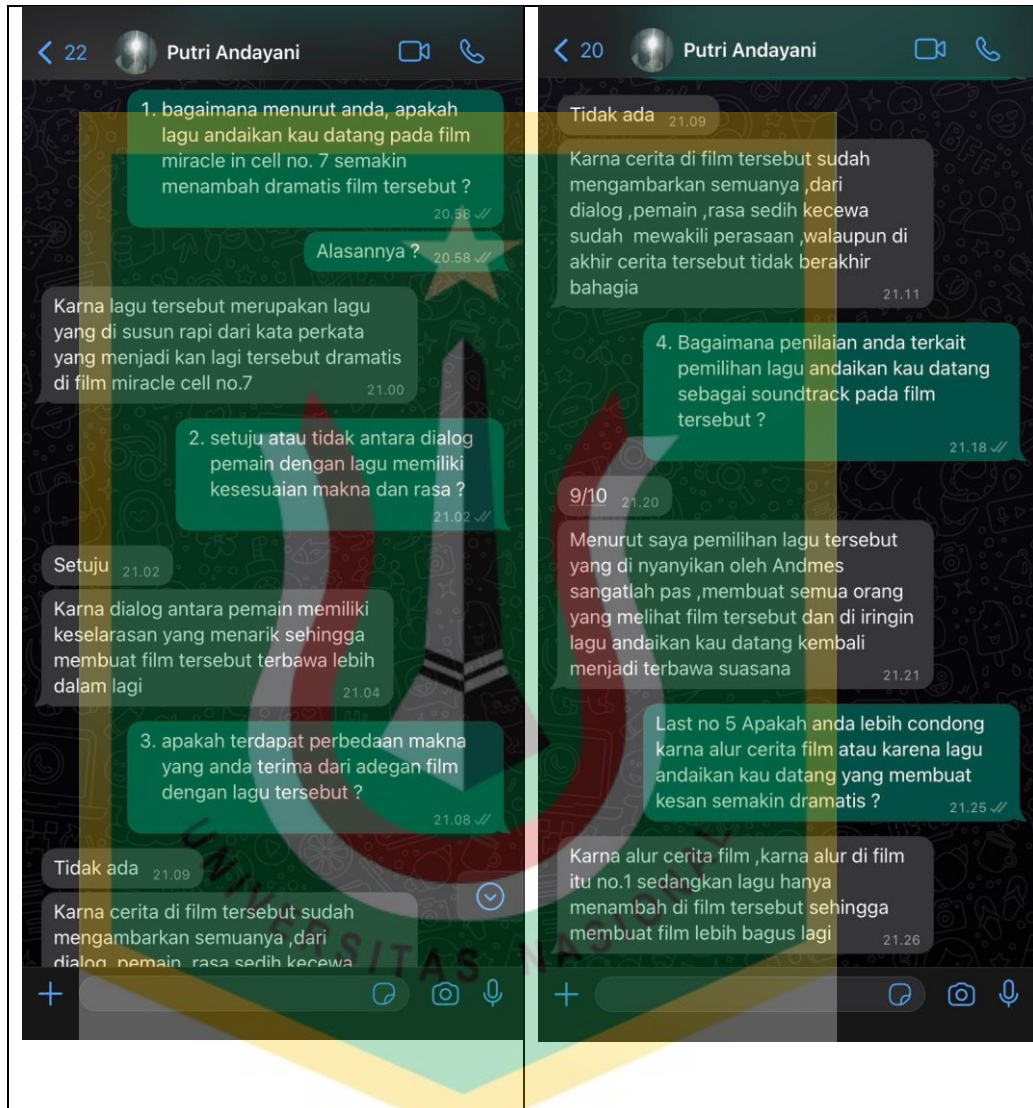 22
Putri Andayani
1. bagaimana menurut anda, apakah
lagu andaikan kau datang pada film
miracle in cell no. 7 semakin
menambah dramatis film tersebut ?
20.58
Alasannya ? 20.58
Karna lagu tersebut merupakan lagu
yang di susun rapi dari kata perkata
yang menjadi kan lagi tersebut dramatis
di film miracle cell no.7
21.00
2. setuju atau tidak antara dialog
pemain dengan lagu memiliki
kesesuaian makna dan rasa ?
21.02
Setuju 21.02
Karna dialog antara pemain memiliki
keselarasan yang menarik sehingga
membuat film tersebut terbawa lebih
dalam lagi
21.04
3. apakah terdapat perbedaan makna
yang anda terima dari adegan film
dengan lagu tersebut ?
21.08
Tidak ada 21.09
Karna cerita di film tersebut sudah
mengambarkan semuanya ,dari
dialog ,pemain ,rasa sedih kecewa
20
Putri Andayani
Tidak ada 21.09
Karna cerita di film tersebut sudah
mengambarkan semuanya ,dari
dialog ,pemain ,rasa sedih kecewa
sudah mewakili perasaan ,walaupun di
akhir cerita tersebut tidak berakhir
bahagia
21.11
4. Bagaimana penilaian anda terkait
pemilihan lagu andaikan kau datang
sebagai soundtrack pada film
tersebut ?
21.18
9/10 21.20
Menurut saya pemilihan lagu tersebut
yang di nyanyikan oleh Andmes
sangatlah pas ,membuat semua orang
yang melihat film tersebut dan di iringin
lagu andaikan kau datang kembali
menjadi terbawa suasana
21.21
Last no 5 Apakah anda lebih condong
karna alur cerita film atau karena lagu
andaikan kau datang yang membuat
kesan semakin dramatis ?
21.25
Karna alur cerita film ,karna alur di film
itu no.1 sedangkan lagu hanya
menambah di film tersebut sehingga
membuat film lebih bagus lagi
21.26
UNIVERSITAS NASIONAL